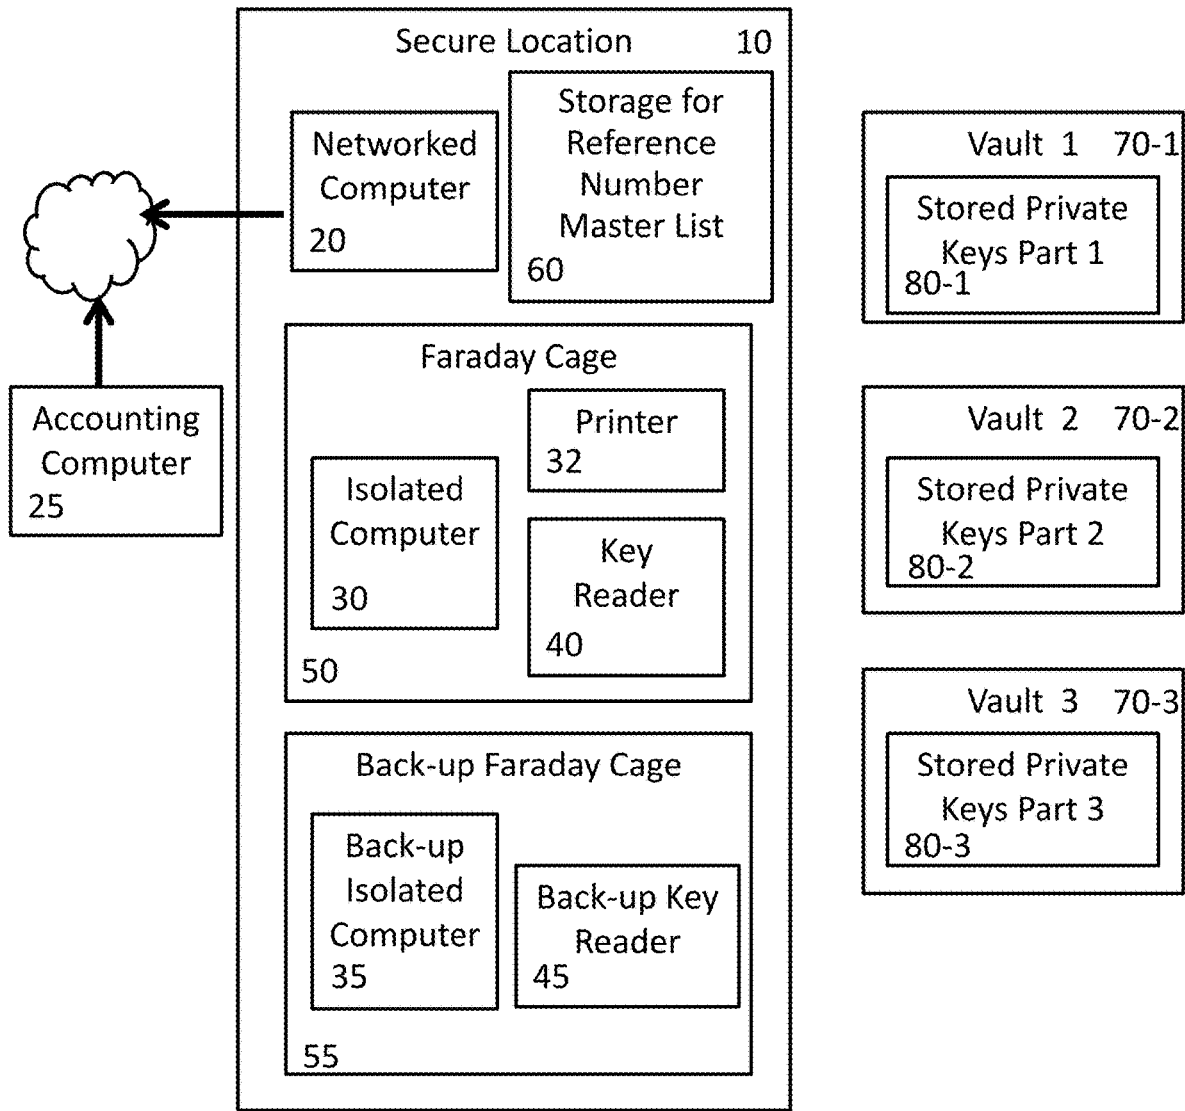 Secure Location 10
Networked
Computer
20
Storage for
Reference
Number
Master List
60
Accounting
Computer
25
Faraday Cage
Printer
32
Isolated
Computer
30
Key
Reader
40
50
Back-up Faraday Cage
Back-up
Isolated
Computer
35
Back-up Key
Reader
45
55
Vault 1 70-1
Stored Private
Keys Part 1
80-1
Vault 2 70-2
Stored Private
Keys Part 2
80-2
Vault 3 70-3
Stored Private
Keys Part 3
80-3